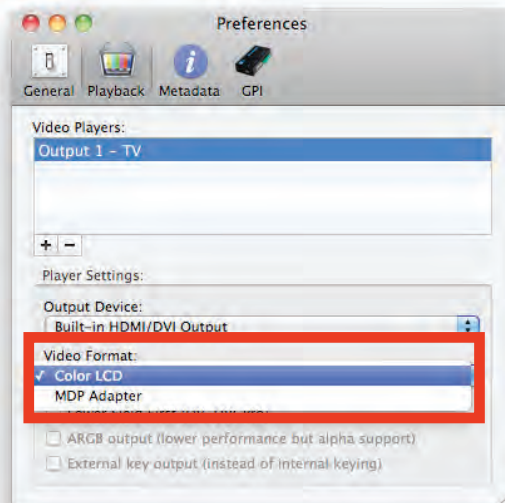 Preferences
General Playback Metadata GPI
Video Players:
Output 1 – TV
+ −
Player Settings:
Output Device:
Built-in HDMI/DVI Output
Video Format:
✓ Color LCD
MDP Adapter
ARGB output (lower performance but alpha support)
External key output (instead of internal keying)